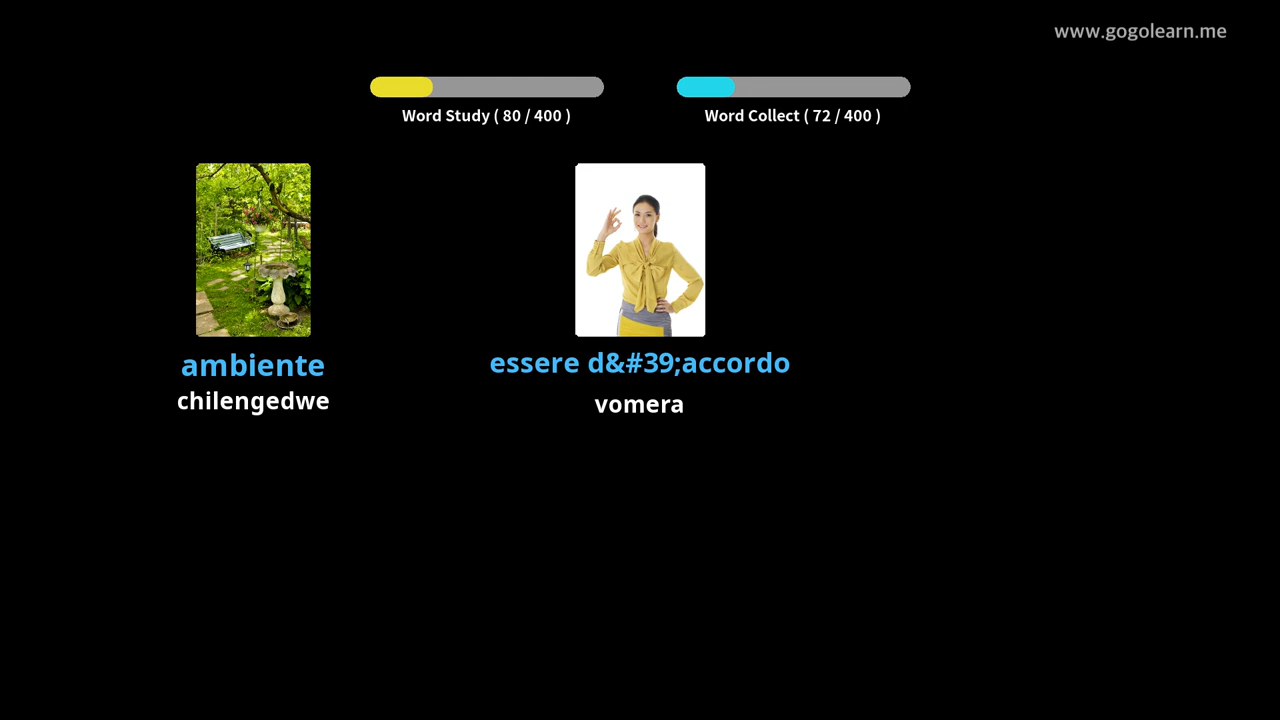 www.gogolearn.me
Word Study ( 80 / 400 )
Word Collect ( 72 / 400 )
ambiente
chilengedwe
essere d&#39;accordo
vomera